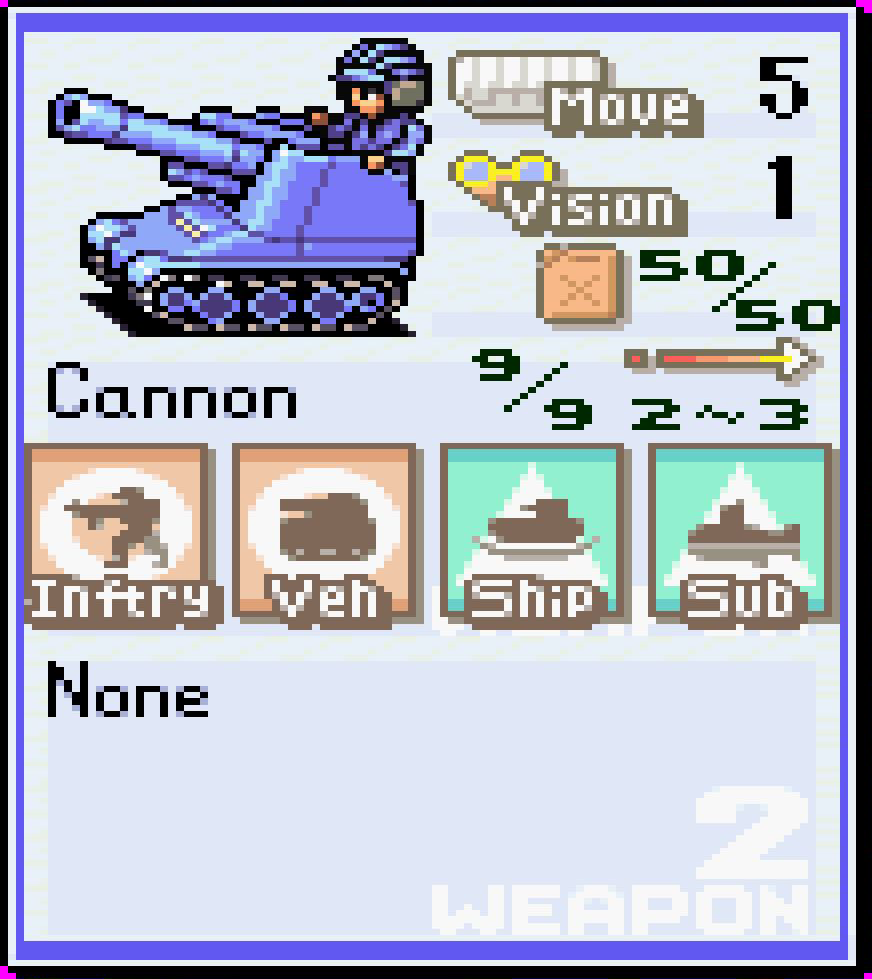 Move 5
Vision 1
50/50
Cannon 9/9 2~3
Inftry Veh Ship Sub
None
2
WEAPON